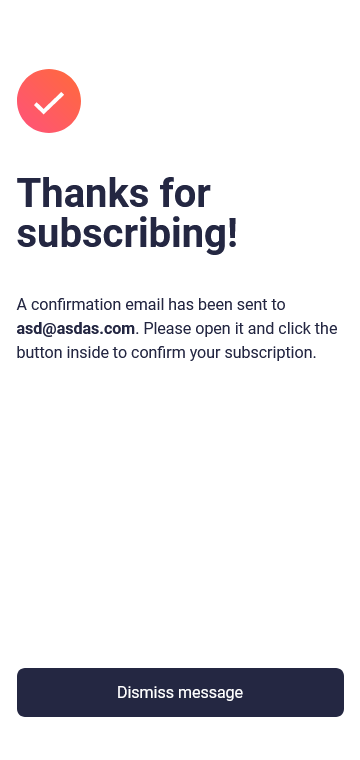 Thanks for
subscribing!
A confirmation email has been sent to
asd@asdas.com. Please open it and click the
button inside to confirm your subscription.
Dismiss message